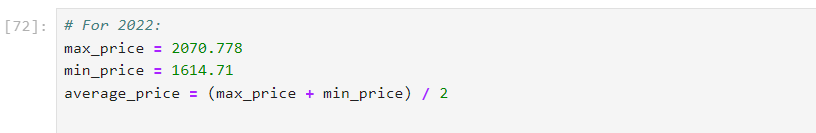 [72]: # For 2022:
max_price = 2070.778
min_price = 1614.71
average_price = (max_price + min_price) / 2